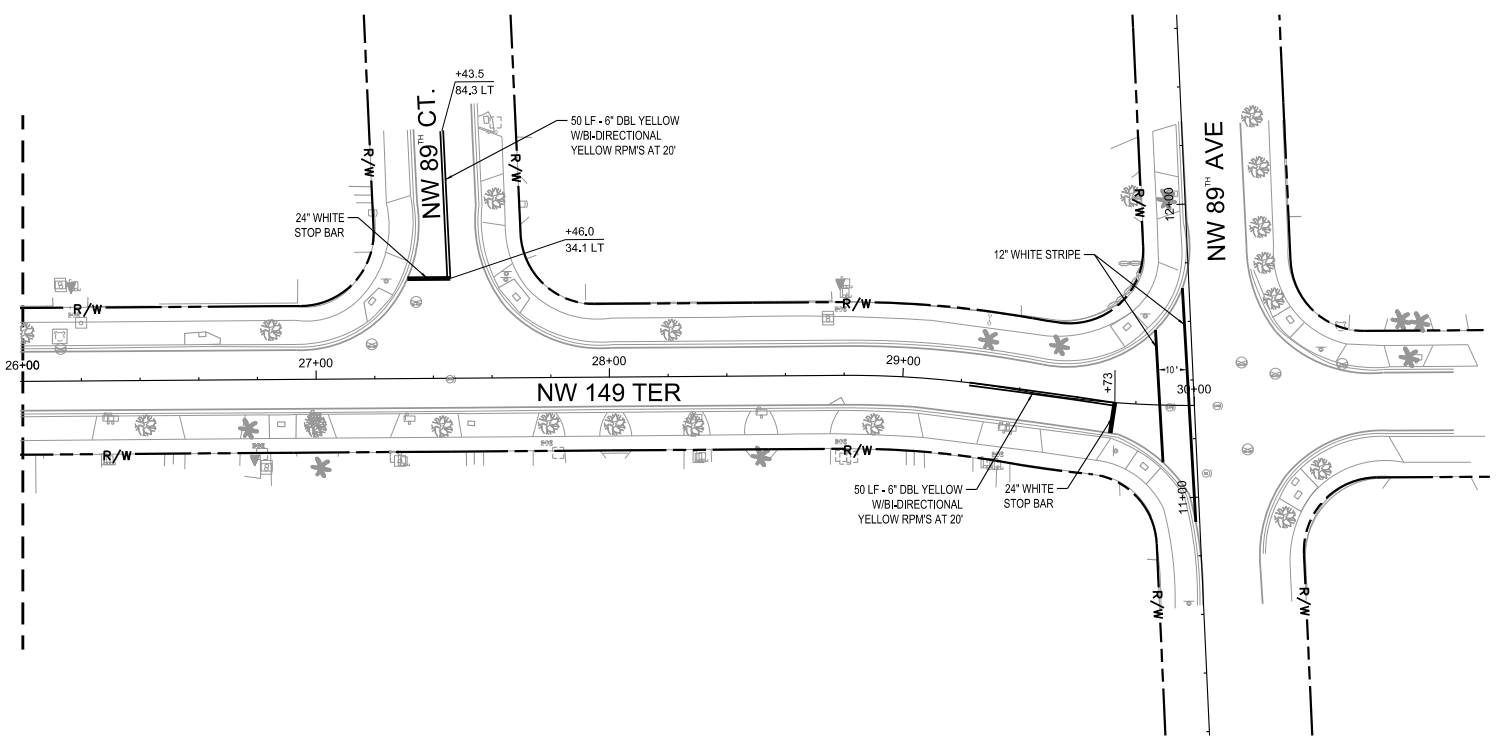 +43.5
84.3 LT
NW 89TH CT.
50 LF - 6" DBL YELLOW
W/BI-DIRECTIONAL
YELLOW RPM'S AT 20'
R/W
R/W
24" WHITE
STOP BAR
+46.0
34.1 LT
NW 89TH AVE
R/W
12+00
12" WHITE STRIPE
R/W
R/W
26+00
27+00
28+00
29+00
30+00
10'
+73
NW 149 TER
R/W
R/W
50 LF - 6" DBL YELLOW
W/BI-DIRECTIONAL
YELLOW RPM'S AT 20'
24" WHITE
STOP BAR
11+00
R/W
R/W